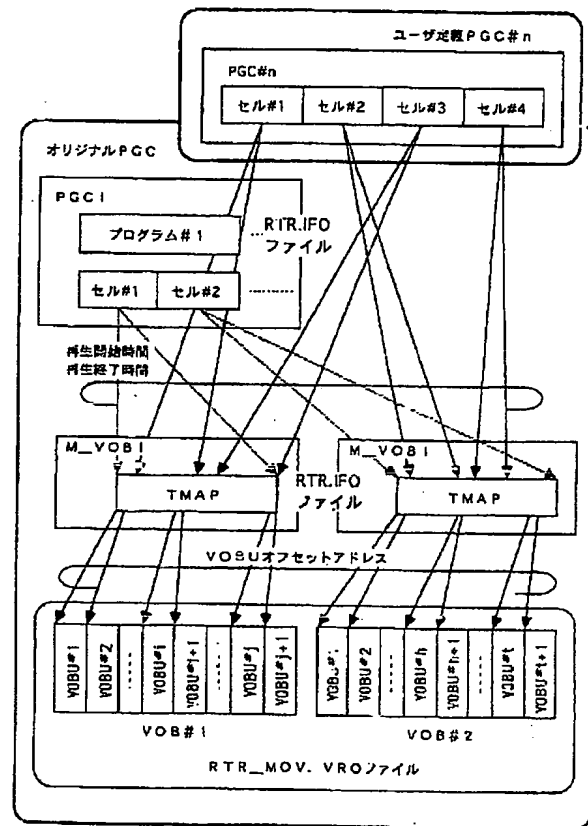 ユーザ定義PGC#n
PGC#n
セル#1 セル#2 セル#3 セル#4
オリジナルPGC
PGCI
プログラム#1
RTR.IFO
ファイル
セル#1 セル#2
再生開始時間
再生終了時間
M_VOBI
M_VOBI
TMAP
RTR.IFO
ファイル
TMAP
VOBUオフセットアドレス
VOBU#1 VOBU#2 VOBU#i VOBU#i+1 VOBU#j VOBU#j+1
VOBU#1 VOBU#2 VOBU#h VOBU#h+1 VOBU#t VOBU#t+1
VOB#1
VOB#2
RTR_MOV.VROファイル